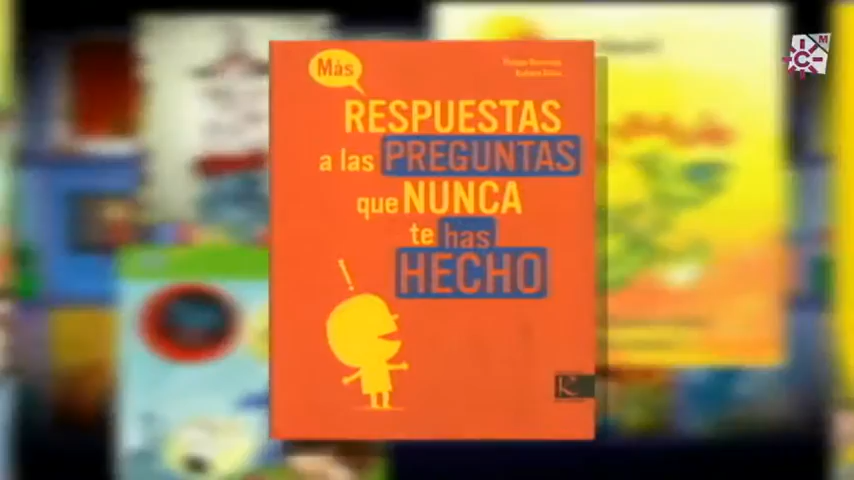 Más
RESPUESTAS
a las PREGUNTAS
que NUNCA
te has
HECHO
!
K
M
C